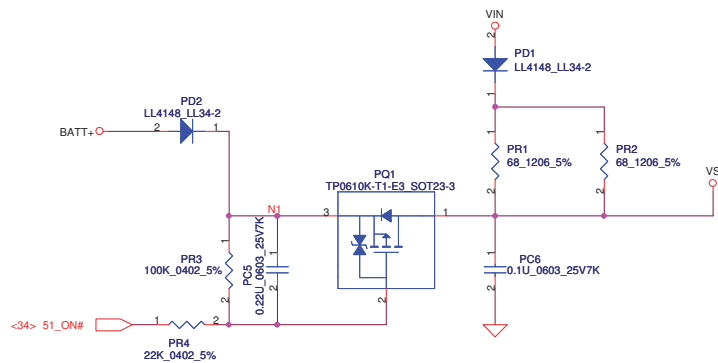 VIN
2
PD1
LL4148_LL34-2
1
PD2
LL4148_LL34-2
BATT+
2
1
1
1
PR1
68_1206_5%
PR2
68_1206_5%
2
2
VS
PQ1
TP0610K-T1-E3_SOT23-3
N1
3
1
1
1
PR3
100K_0402_5%
PC5
0.22U_0603_25V7K
2
2
2
1
PC6
0.1U_0603_25V7K
2
<34> 51_ON#
1
2
PR4
22K_0402_5%